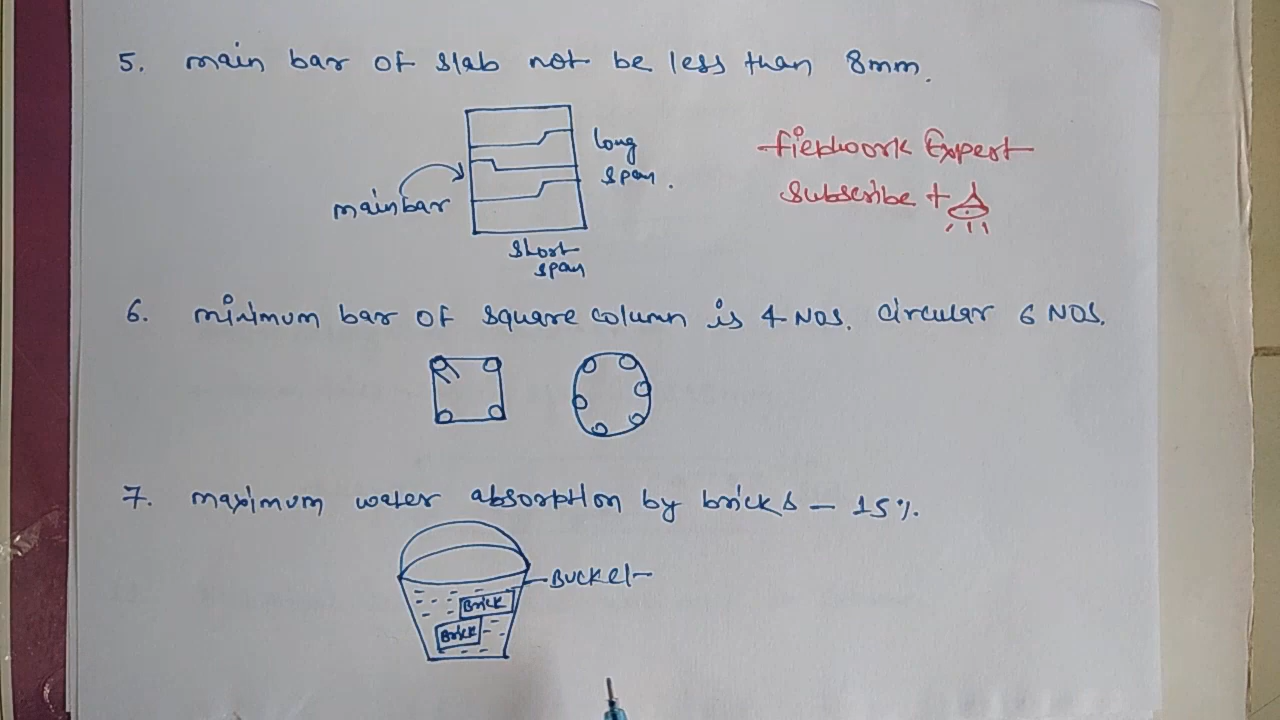 5. main bar of slab not be less than 8mm.
long
span.
main bar
short
span
Fieldwork Expert
Subscribe +
6. minimum bar of square column is 4 NOS. circular 6 NOS.
7. maximum water absorption by bricks - 15%.
Bucket
Brick
Brick